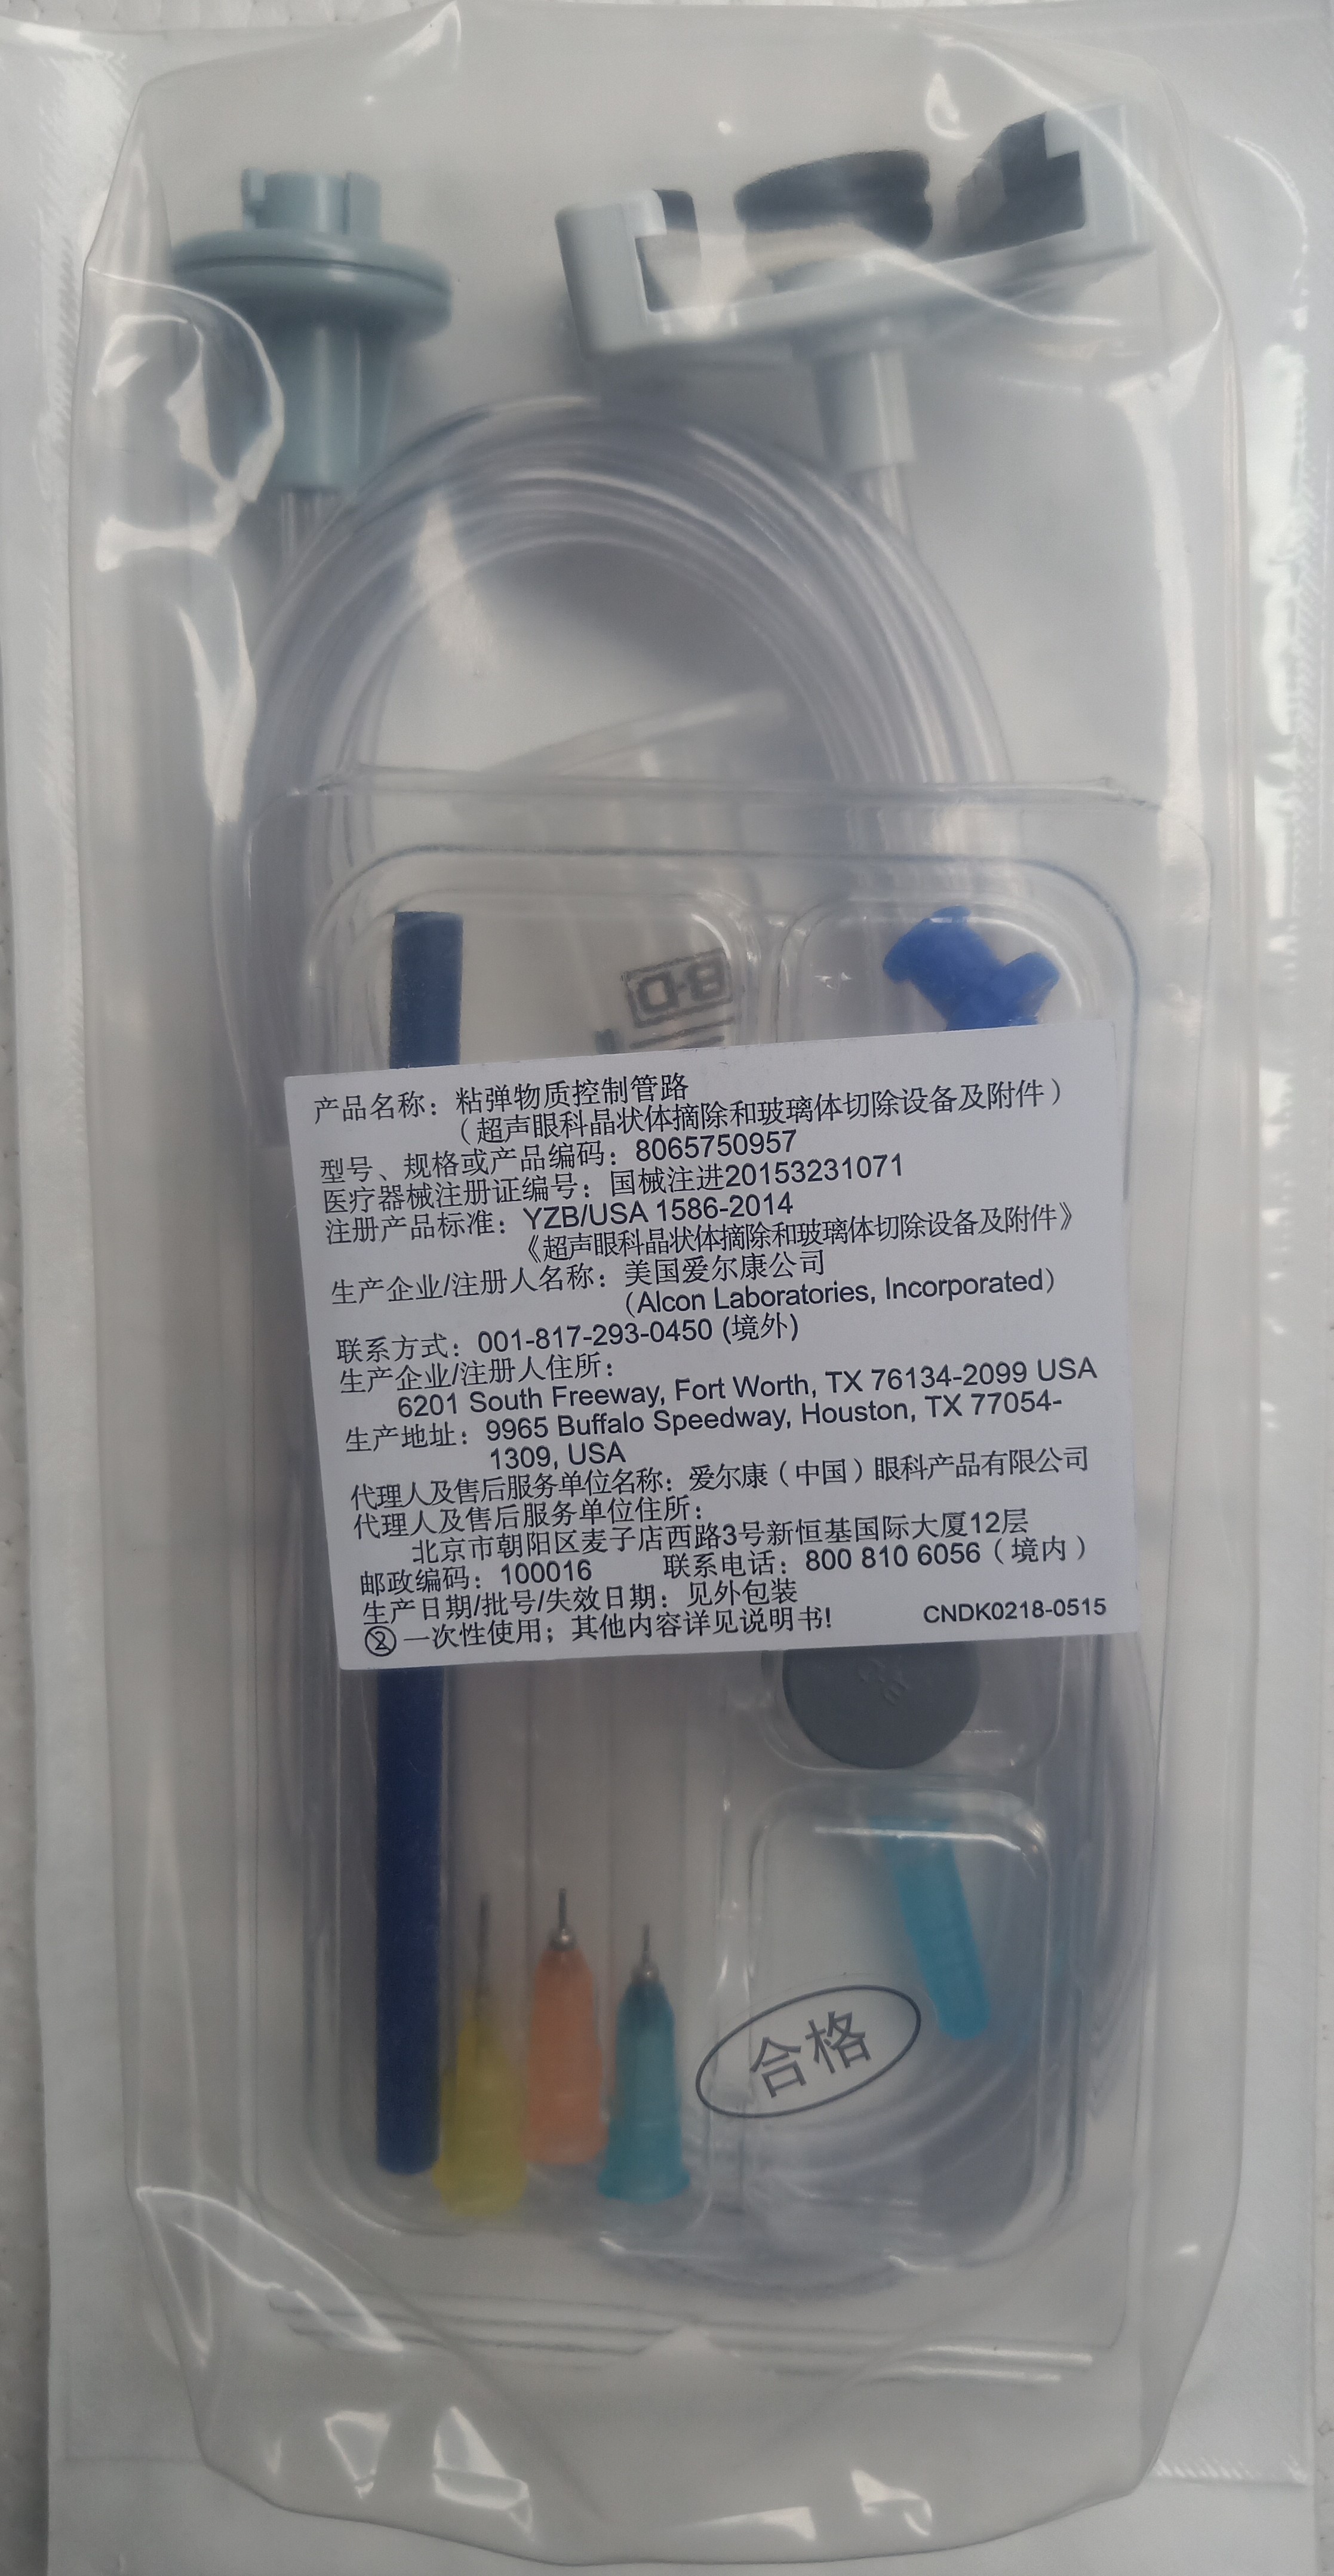 B-D
产品名称：粘弹物质控制管路
（超声眼科晶状体摘除和玻璃体切除设备及附件）
型号、规格或产品编码：8065750957
医疗器械注册证编号：国械注进20153231071
注册产品标准：YZB/USA 1586-2014
《超声眼科晶状体摘除和玻璃体切除设备及附件》
生产企业/注册人名称：美国爱尔康公司
（Alcon Laboratories, Incorporated）
联系方式：001-817-293-0450 (境外)
生产企业/注册人住所：
6201 South Freeway, Fort Worth, TX 76134-2099 USA
生产地址：9965 Buffalo Speedway, Houston, TX 77054-
1309, USA
代理人及售后服务单位名称：爱尔康（中国）眼科产品有限公司
代理人及售后服务单位住所：
北京市朝阳区麦子店西路3号新恒基国际大厦12层
邮政编码：100016 联系电话：800 810 6056（境内）
生产日期/批号/失效日期：见外包装
2 一次性使用；其他内容详见说明书! CNDK0218-0515
合格